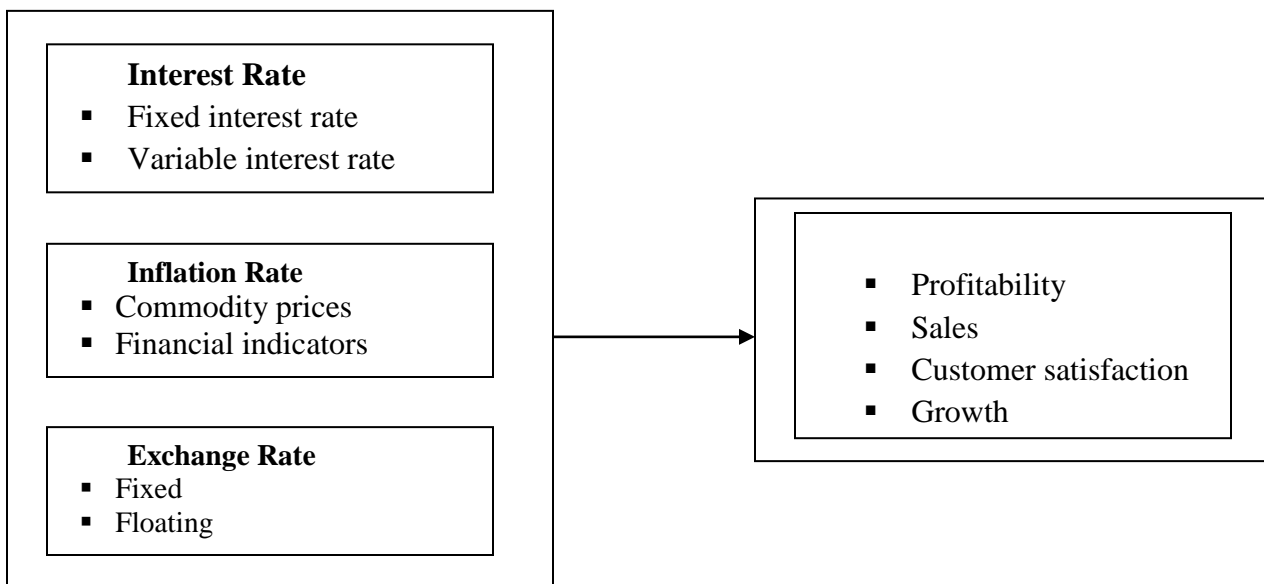 Interest Rate
▪ Fixed interest rate
▪ Variable interest rate
Inflation Rate
▪ Commodity prices
▪ Financial indicators
Exchange Rate
▪ Fixed
▪ Floating
▪ Profitability
▪ Sales
▪ Customer satisfaction
▪ Growth